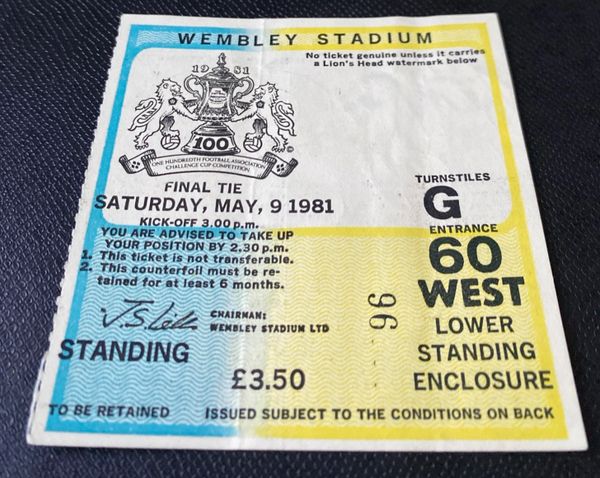 WEMBLEY STADIUM
No ticket genuine unless it carries
a Lion's Head watermark below
1981
100
ONE HUNDREDTH FOOTBALL ASSOCIATION
CHALLENGE CUP COMPETITION
FINAL TIE
SATURDAY, MAY, 9 1981
KICK-OFF 3.00 p.m.
YOU ARE ADVISED TO TAKE UP
YOUR POSITION BY 2.30 p.m.
1. This ticket is not transferable.
2. This counterfoil must be re-
tained for at least 6 months.
CHAIRMAN:
WEMBLEY STADIUM LTD
STANDING
£3.50
TO BE RETAINED
ISSUED SUBJECT TO THE CONDITIONS ON BACK
TURNSTILES
G
ENTRANCE
60
WEST
LOWER
STANDING
ENCLOSURE
96